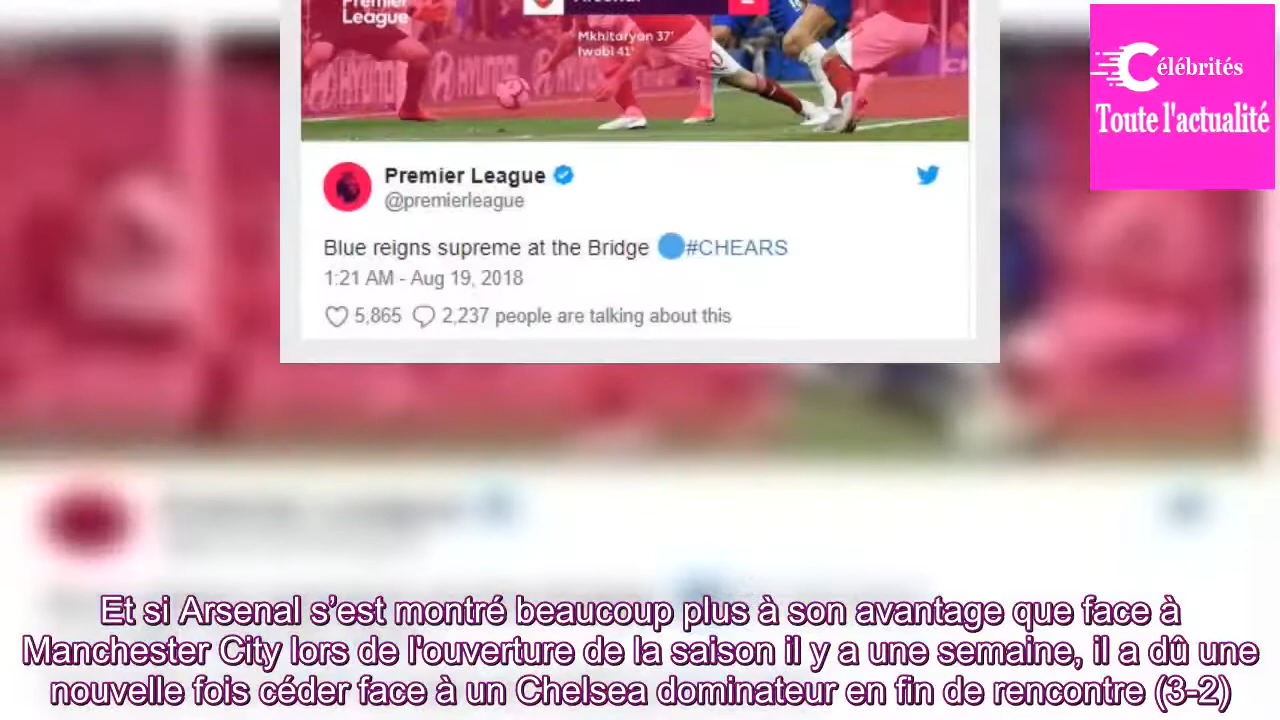 Premier
League
Arsenal 2
Mkhitaryan 37'
Iwobi 41'
HYUNDAI
Célébrités
Toute l'actualité
Premier League
@premierleague
Blue reigns supreme at the Bridge 🔵#CHEARS
1:21 AM - Aug 19, 2018
5,865 2,237 people are talking about this
Et si Arsenal s’est montré beaucoup plus à son avantage que face à
Manchester City lors de l'ouverture de la saison il y a une semaine, il a dû une
nouvelle fois céder face à un Chelsea dominateur en fin de rencontre (3-2)